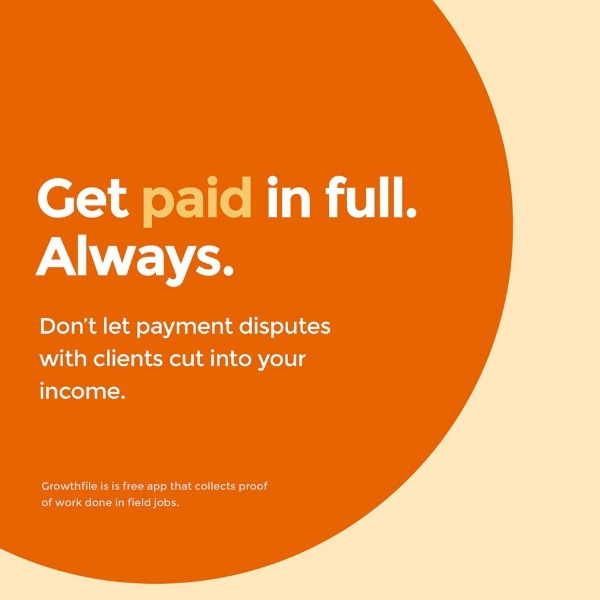 Get paid in full.
Always.
Don't let payment disputes
with clients cut into your
income.
Growthfile is is free app that collects proof
of work done in field jobs.